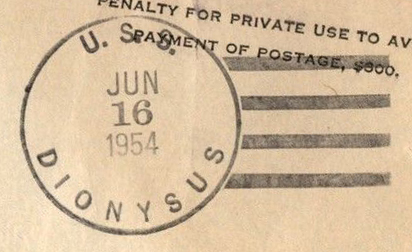 PENALTY FOR PRIVATE USE TO AV
PAYMENT OF POSTAGE, $300.
U. S. S.
JUN
16
1954
DIONYSUS